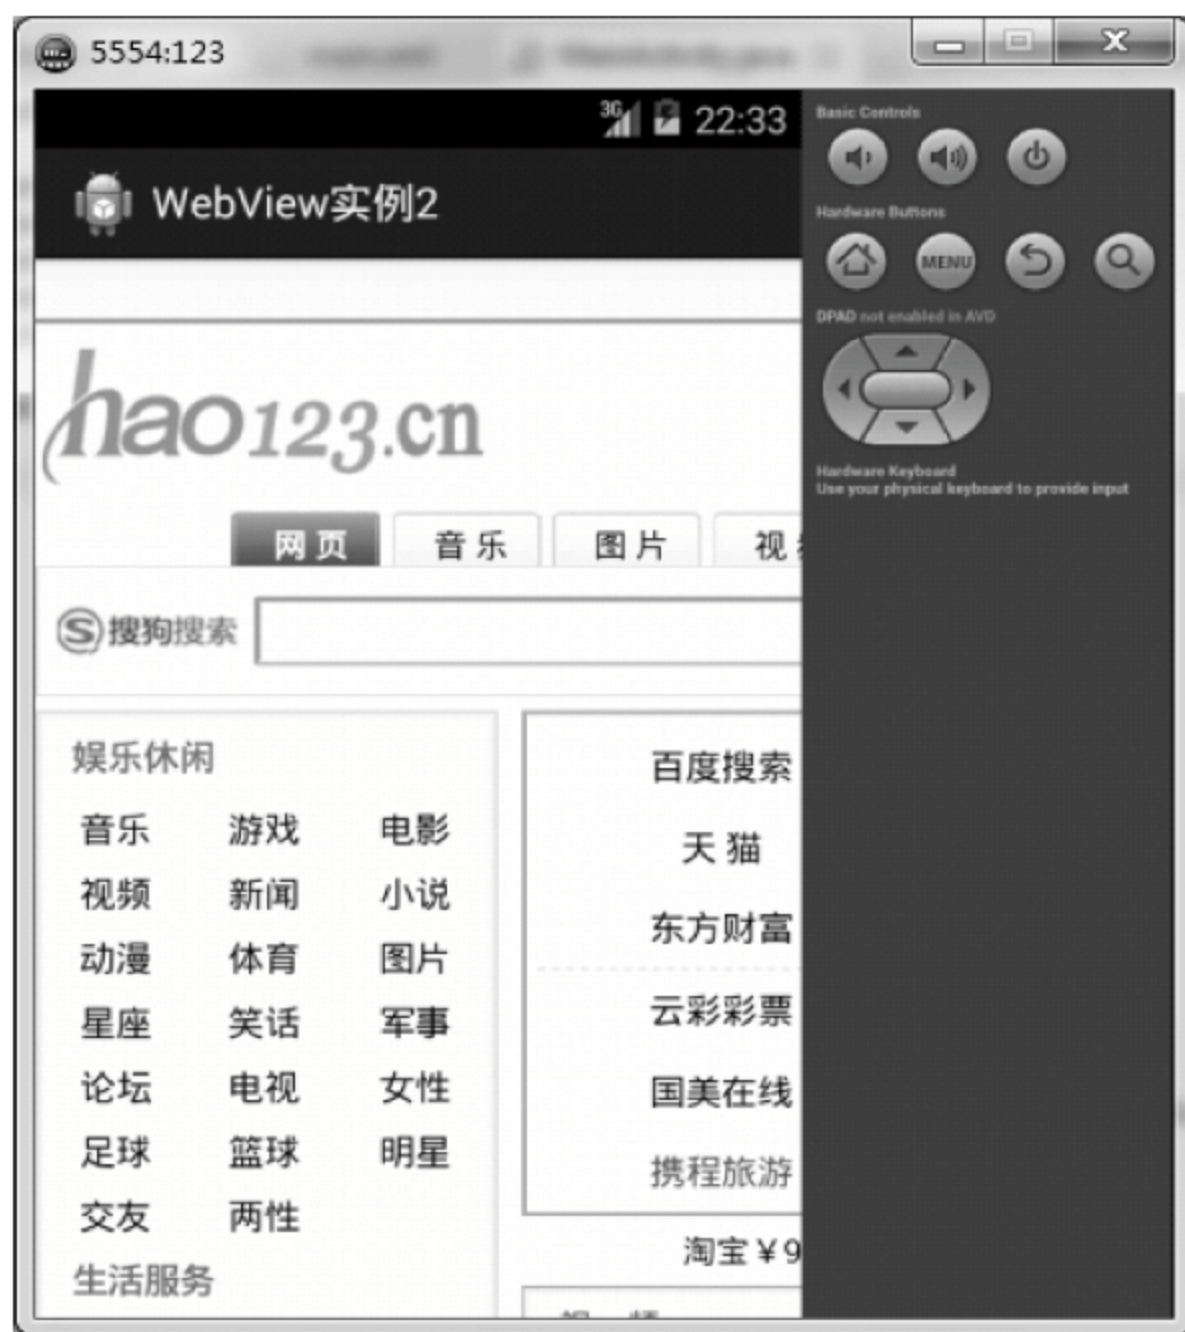 5554:123
3G 22:33
WebView实例2
hao123.cn
网页 音乐 图片 视
搜狗搜索
娱乐休闲
音乐 游戏 电影
视频 新闻 小说
动漫 体育 图片
星座 笑话 军事
论坛 电视 女性
足球 篮球 明星
交友 两性
生活服务
百度搜索
天猫
东方财富
云彩彩票
国美在线
携程旅游
淘宝¥9
Basic Controls
Hardware Buttons
MENU
DPAD not enabled in AVD
Hardware Keyboard
Use your physical keyboard to provide input